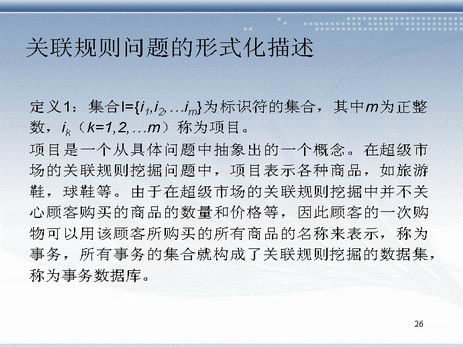 关联规则问题的形式化描述
定义1：集合I={i1,i2,…im}为标识符的集合，其中m为正整
数，ik（k=1,2,…m）称为项目。
项目是一个从具体问题中抽象出的一个概念。在超级市
场的关联规则挖掘问题中，项目表示各种商品，如旅游
鞋，球鞋等。由于在超级市场的关联规则挖掘中并不关
心顾客购买的商品的数量和价格等，因此顾客的一次购
物可以用该顾客所购买的所有商品的名称来表示，称为
事务，所有事务的集合就构成了关联规则挖掘的数据集，
称为事务数据库。
26